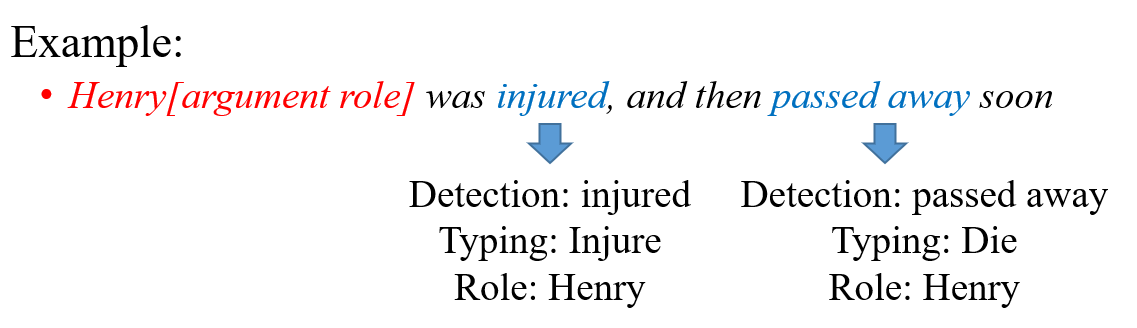 Example:
• Henry[argument role] was injured, and then passed away soon
Detection: injured
Typing: Injure
Role: Henry
Detection: passed away
Typing: Die
Role: Henry